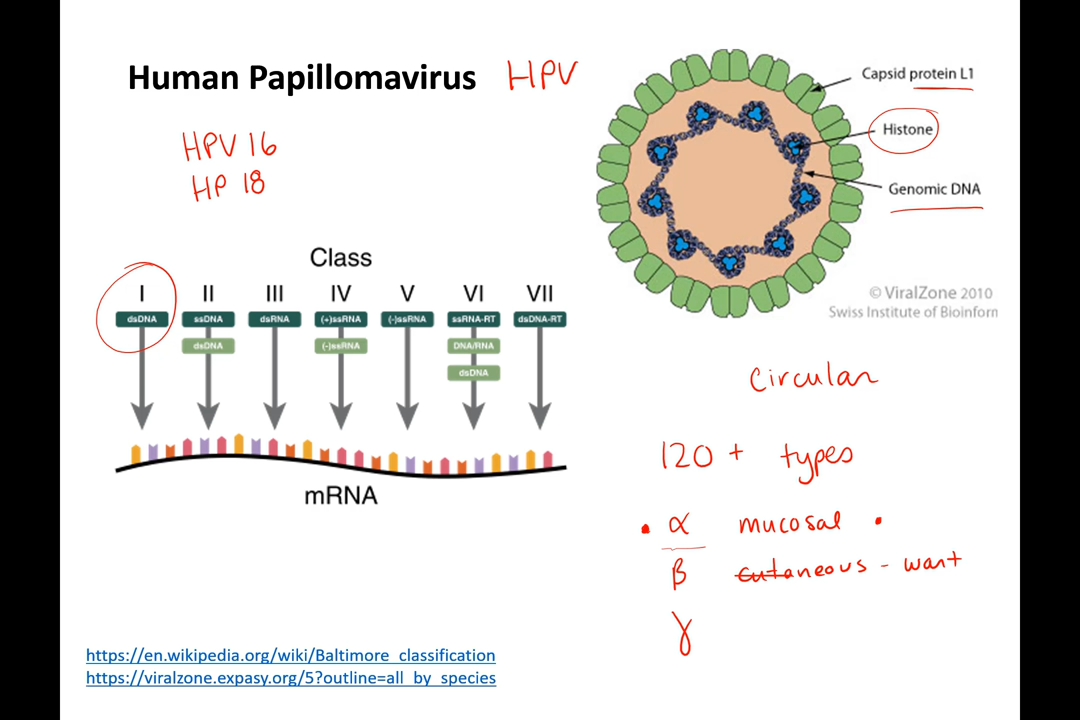 Human Papillomavirus HPV
HPV 16
HP 18
Capsid protein L1
Histone
Genomic DNA
© ViralZone 2010
Swiss Institute of Bioinform
Class
I II III IV V VI VII
dsDNA ssDNA dsRNA (+)ssRNA (-)ssRNA ssRNA-RT dsDNA-RT
dsDNA (-)ssRNA DNA/RNA
dsDNA
mRNA
circular
120 + types
α mucosal
β cutaneous - want
γ
https://en.wikipedia.org/wiki/Baltimore_classification
https://viralzone.expasy.org/5?outline=all_by_species